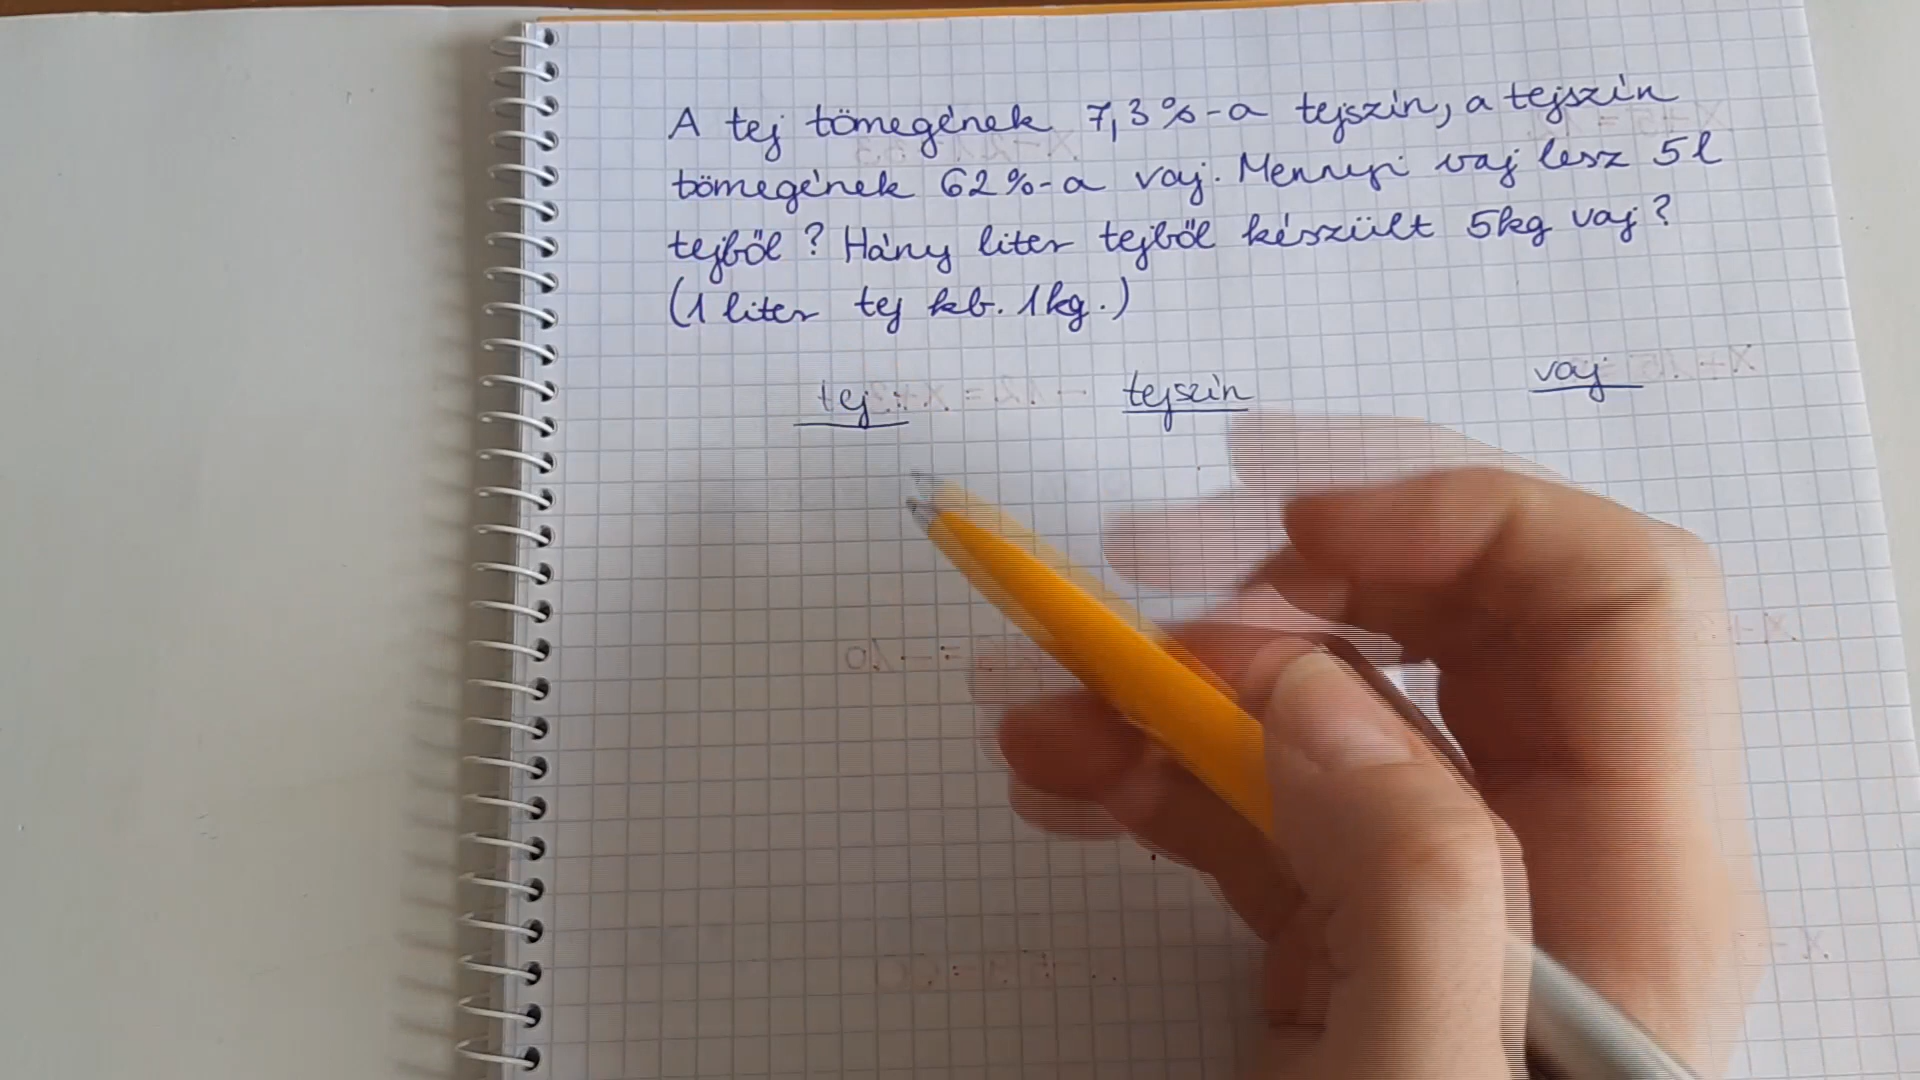 A tej tömegének 7,3%-a tejszín, a tejszín
tömegének 62%-a vaj. Mennyi vaj lesz 5l
tejből? Hány liter tejből készült 5kg vaj?
(1 liter tej kb. 1kg.)
tej tejszín vaj